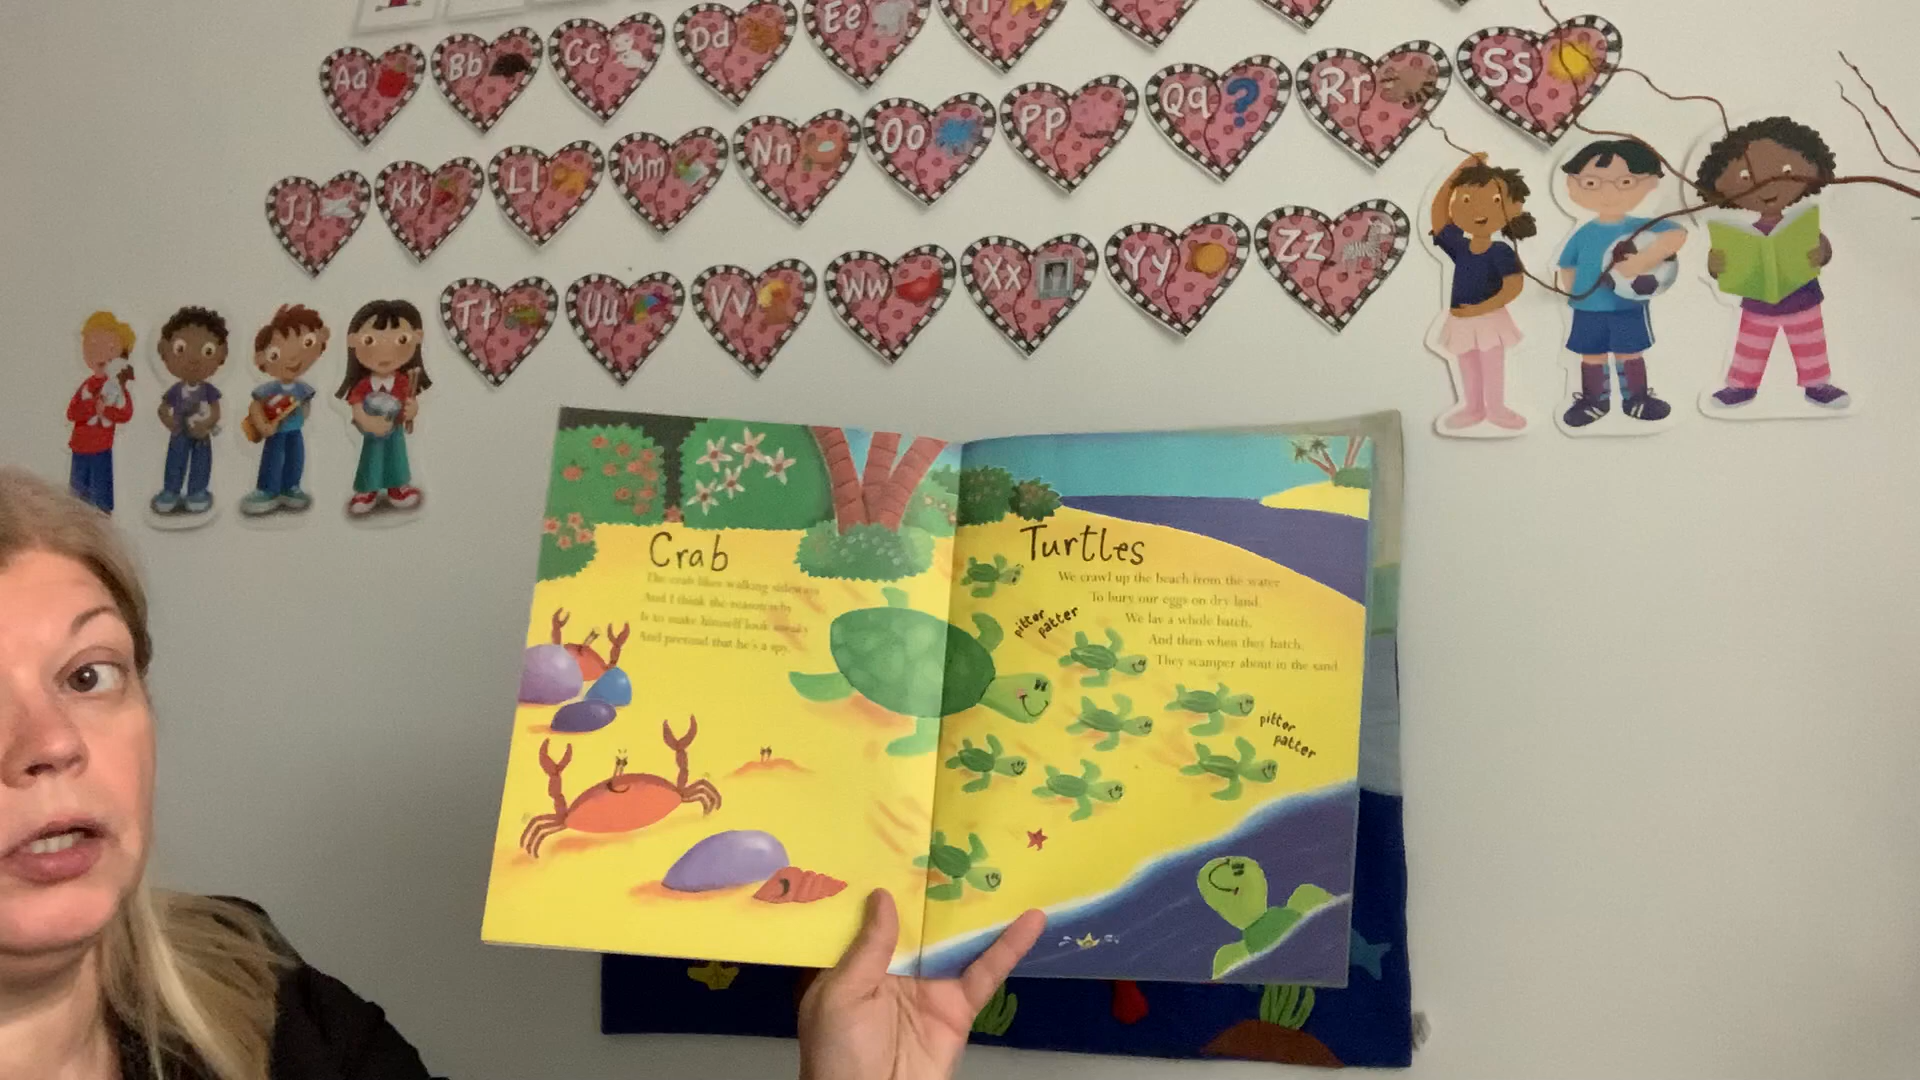 Aa Bb Cc Dd Ee
Jj Kk Ll Mm Nn Oo Pp Qq Rr Ss
Tt Uu Vv Ww Xx Yy Zz
Crab
The crab likes walking sideways
And I think the reason why
Is to make himself look sneaky
And pretend that he's a spy.
Turtles
We crawl up the beach from the water
To bury our eggs on dry land.
We lay a whole batch,
And then when they hatch,
They scamper about in the sand.
pitter
patter
pitter
patter